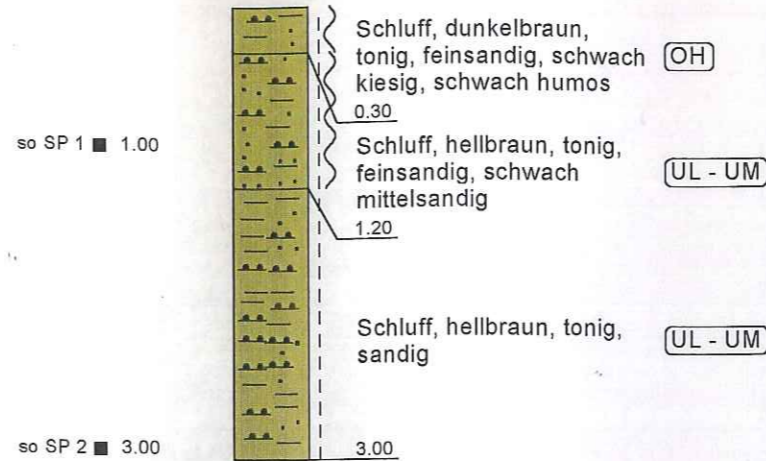 Schluff, dunkelbraun,
tonig, feinsandig, schwach
kiesig, schwach humos
OH
0.30
so SP 1 1.00
Schluff, hellbraun, tonig,
feinsandig, schwach
mittelsandig
UL - UM
1.20
Schluff, hellbraun, tonig,
sandig
UL - UM
so SP 2 3.00
3.00